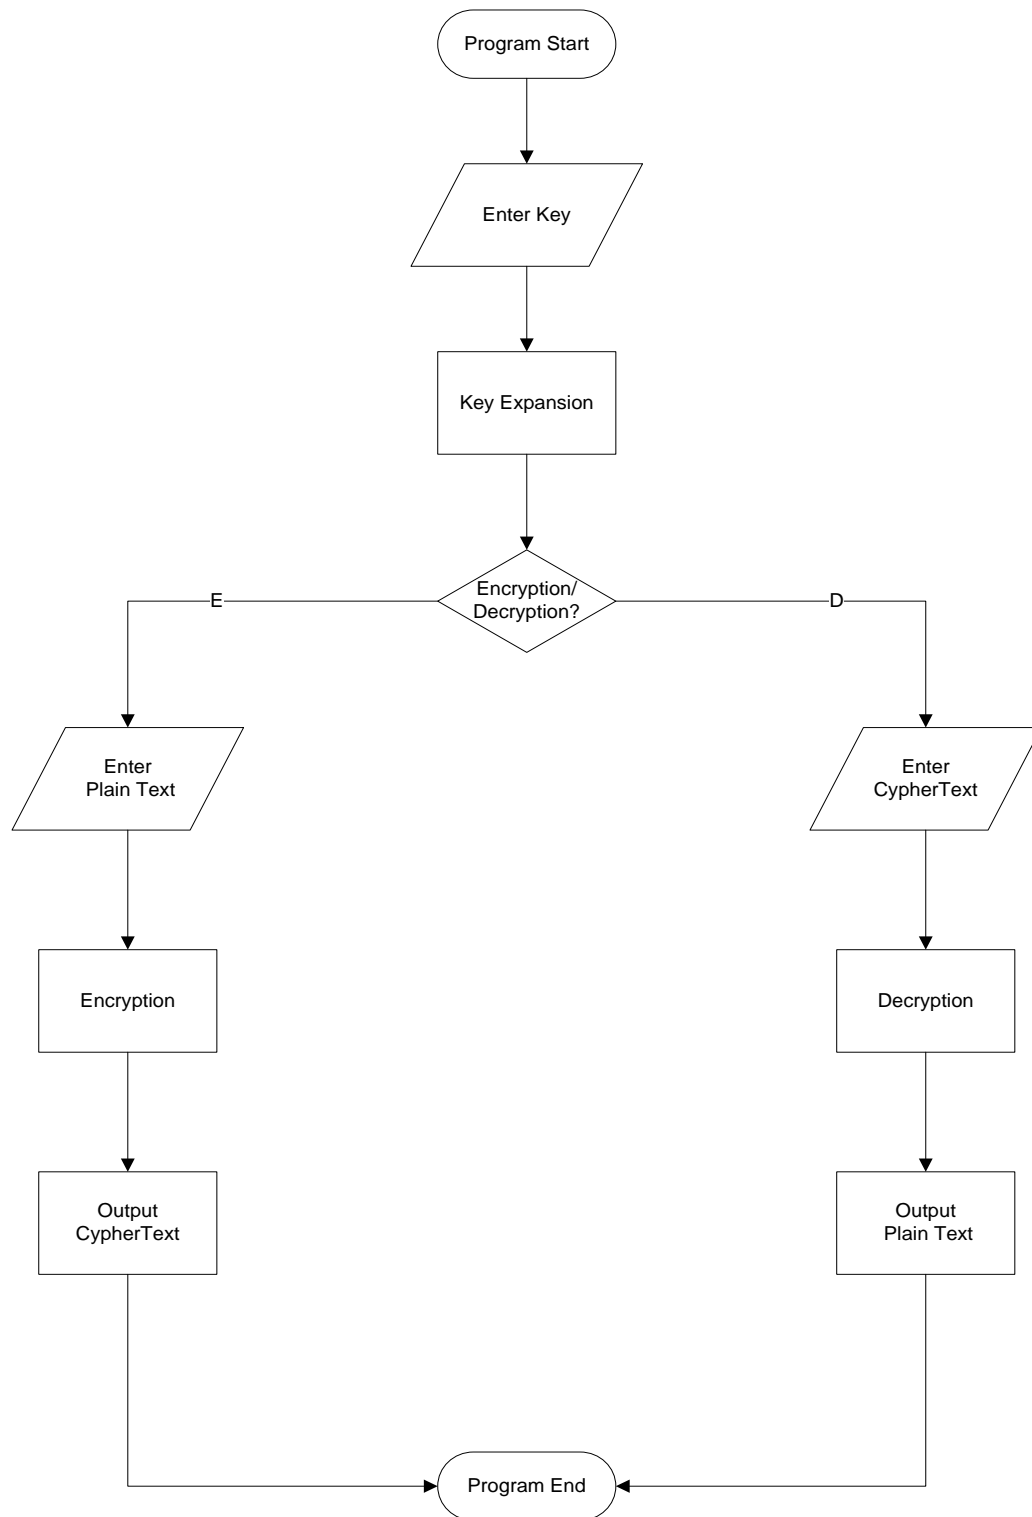 Program Start
Enter Key
Key Expansion
Encryption/
Decryption?
E
D
Enter
Plain Text
Enter
CypherText
Encryption
Decryption
Output
CypherText
Output
Plain Text
Program End